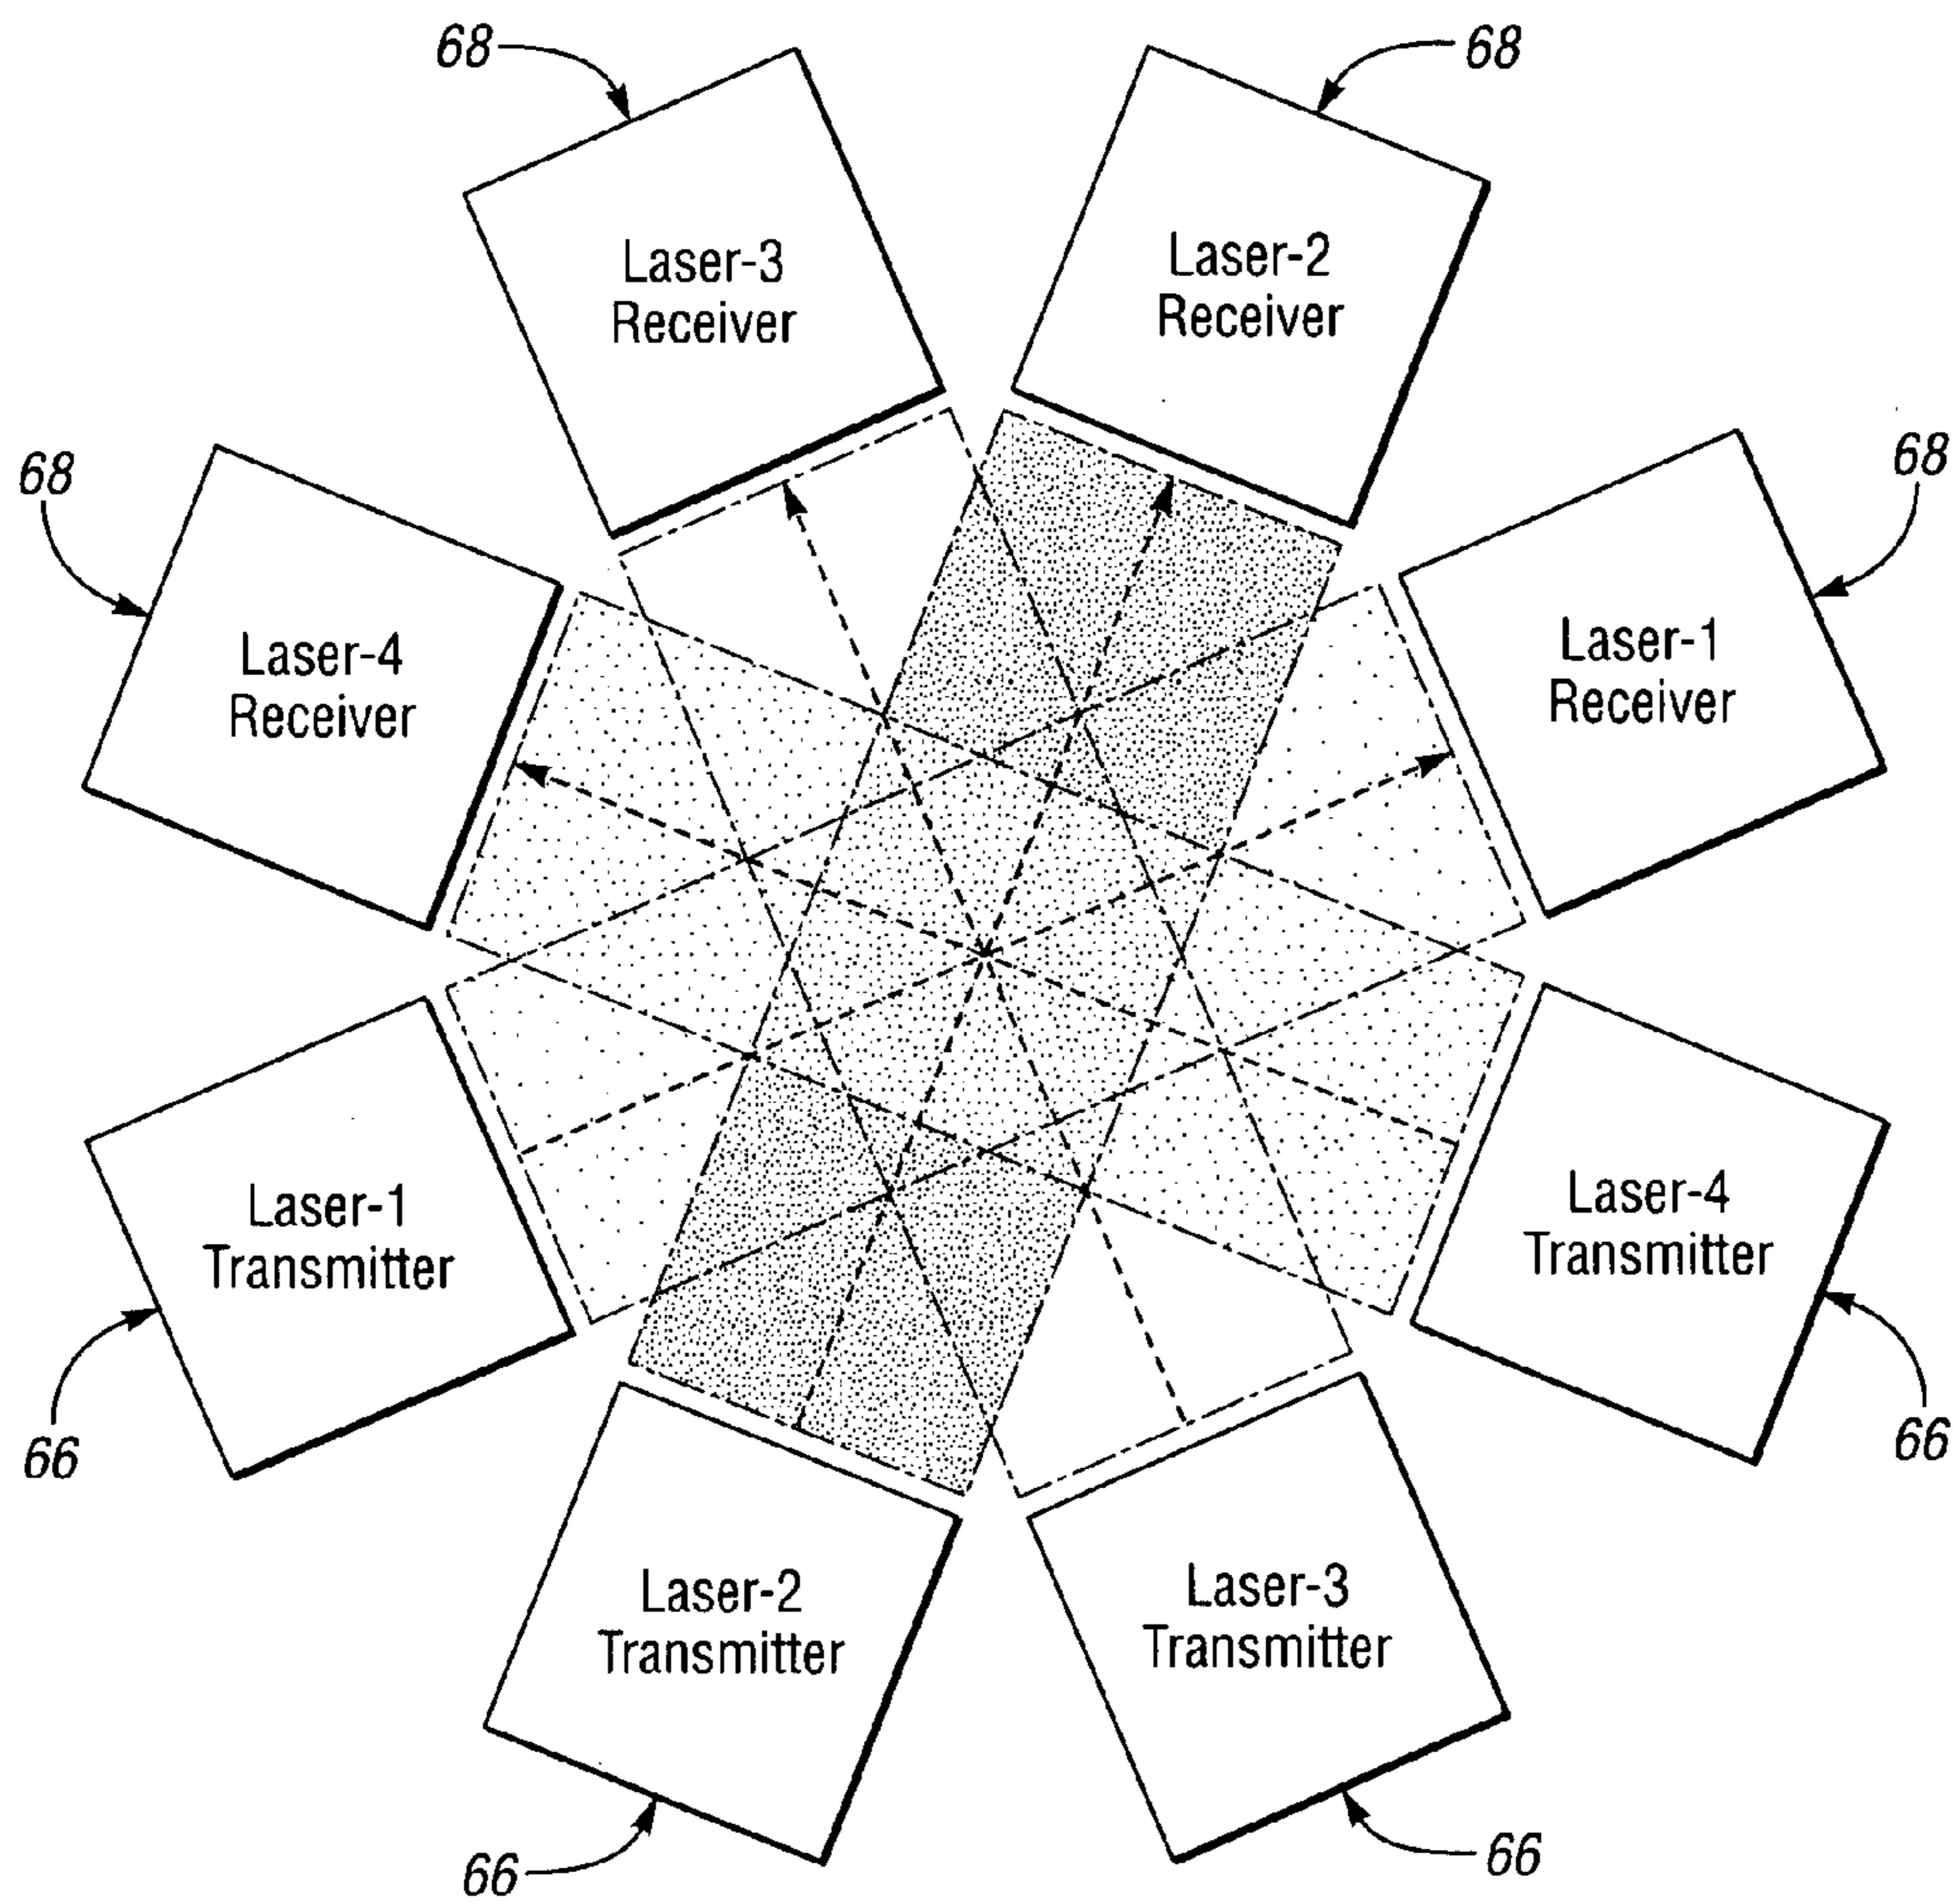 68
68
Laser-3
Receiver
Laser-2
Receiver
68
68
Laser-4
Receiver
Laser-1
Receiver
Laser-1
Transmitter
Laser-4
Transmitter
66
66
Laser-2
Transmitter
Laser-3
Transmitter
66
66